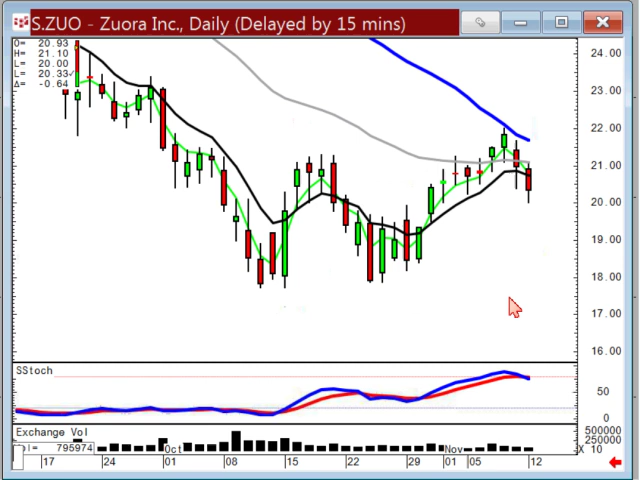 S.ZUO - Zuora Inc., Daily (Delayed by 15 mins)
O= 20.93
H= 21.10
L= 20.00
L= 20.33
Δ= -0.64
24.00
23.00
22.00
21.00
20.00
19.00
18.00
17.00
16.00
SStoch
50
0
Exchange Vol
500000
250000
X 10
ol= 795974
17 24 Oct 01 08 15 22 29 Nov 01 05 12